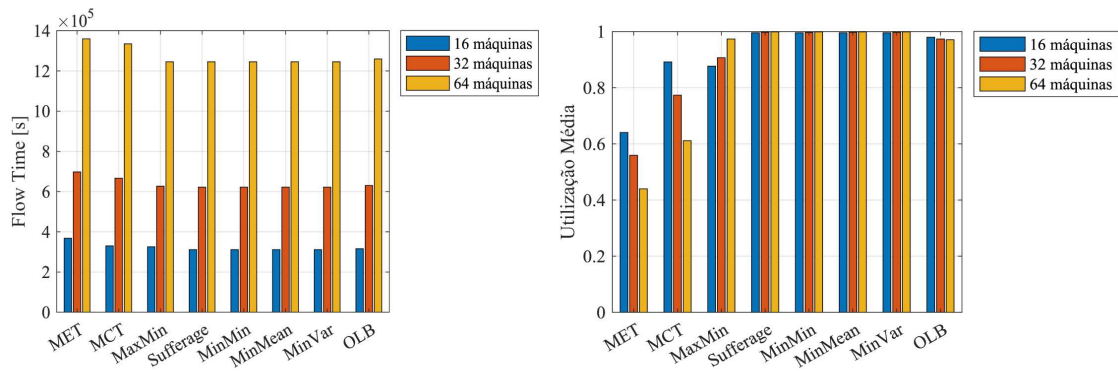 ×10⁵
14
12
10
8
6
4
2
0
Flow Time [s]
MET
MCT
MaxMin
Sufferage
MinMin
MinMean
MinVar
OLB
16 máquinas
32 máquinas
64 máquinas
1
0.8
0.6
0.4
0.2
0
Utilização Média
MET
MCT
MaxMin
Sufferage
MinMin
MinMean
MinVar
OLB
16 máquinas
32 máquinas
64 máquinas